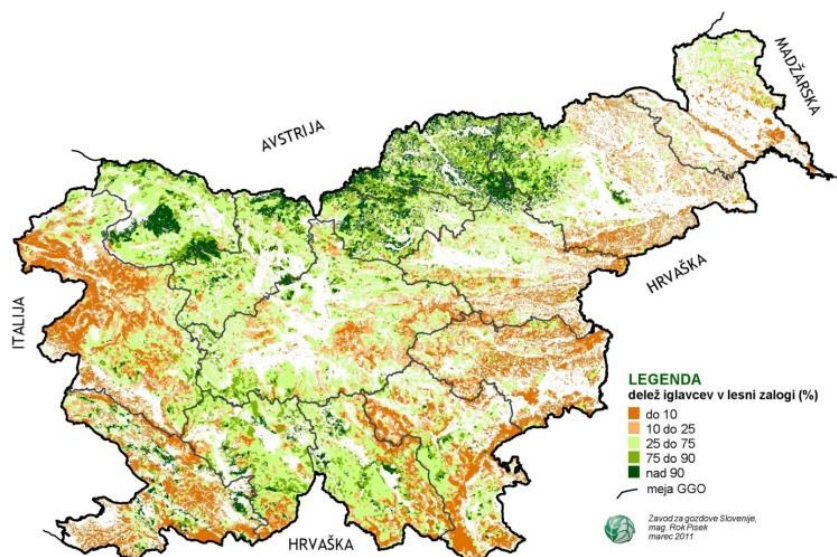 MADŽARSKA
AVSTRIJA
HRVAŠKA
ITALIJA
LEGENDA
delež iglavcev v lesni zalogi (%)
do 10
10 do 25
25 do 75
75 do 90
nad 90
meja GGO
Zavod za gozdove Slovenije,
mag. Rok Pisek
marec 2011
HRVAŠKA